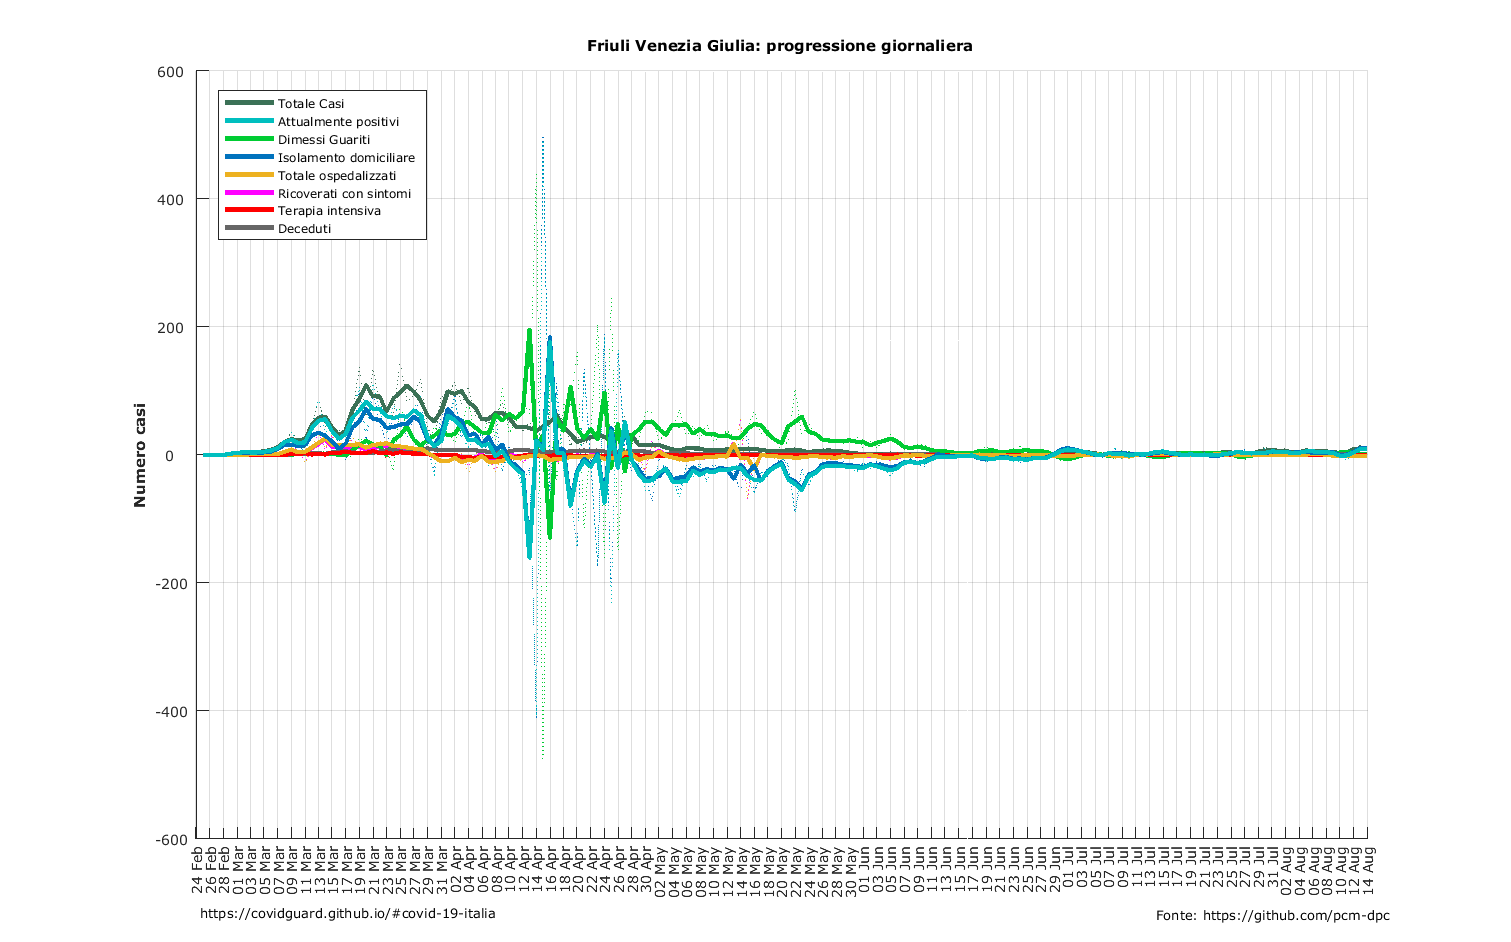 Friuli Venezia Giulia: progressione giornaliera
600
400
200
0
-200
-400
-600
Numero casi
Totale Casi
Attualmente positivi
Dimessi Guariti
Isolamento domiciliare
Totale ospedalizzati
Ricoverati con sintomi
Terapia intensiva
Deceduti
24 Feb
26 Feb
28 Feb
01 Mar
03 Mar
05 Mar
07 Mar
09 Mar
11 Mar
13 Mar
15 Mar
17 Mar
19 Mar
21 Mar
23 Mar
25 Mar
27 Mar
29 Mar
31 Mar
02 Apr
04 Apr
06 Apr
08 Apr
10 Apr
12 Apr
14 Apr
16 Apr
18 Apr
20 Apr
22 Apr
24 Apr
26 Apr
28 Apr
30 Apr
02 May
04 May
06 May
08 May
10 May
12 May
14 May
16 May
18 May
20 May
22 May
24 May
26 May
28 May
30 May
01 Jun
03 Jun
05 Jun
07 Jun
09 Jun
11 Jun
13 Jun
15 Jun
17 Jun
19 Jun
21 Jun
23 Jun
25 Jun
27 Jun
29 Jun
01 Jul
03 Jul
05 Jul
07 Jul
09 Jul
11 Jul
13 Jul
15 Jul
17 Jul
19 Jul
21 Jul
23 Jul
25 Jul
27 Jul
29 Jul
31 Jul
02 Aug
04 Aug
06 Aug
08 Aug
10 Aug
12 Aug
14 Aug
https://covidguard.github.io/#covid-19-italia
Fonte: https://github.com/pcm-dpc